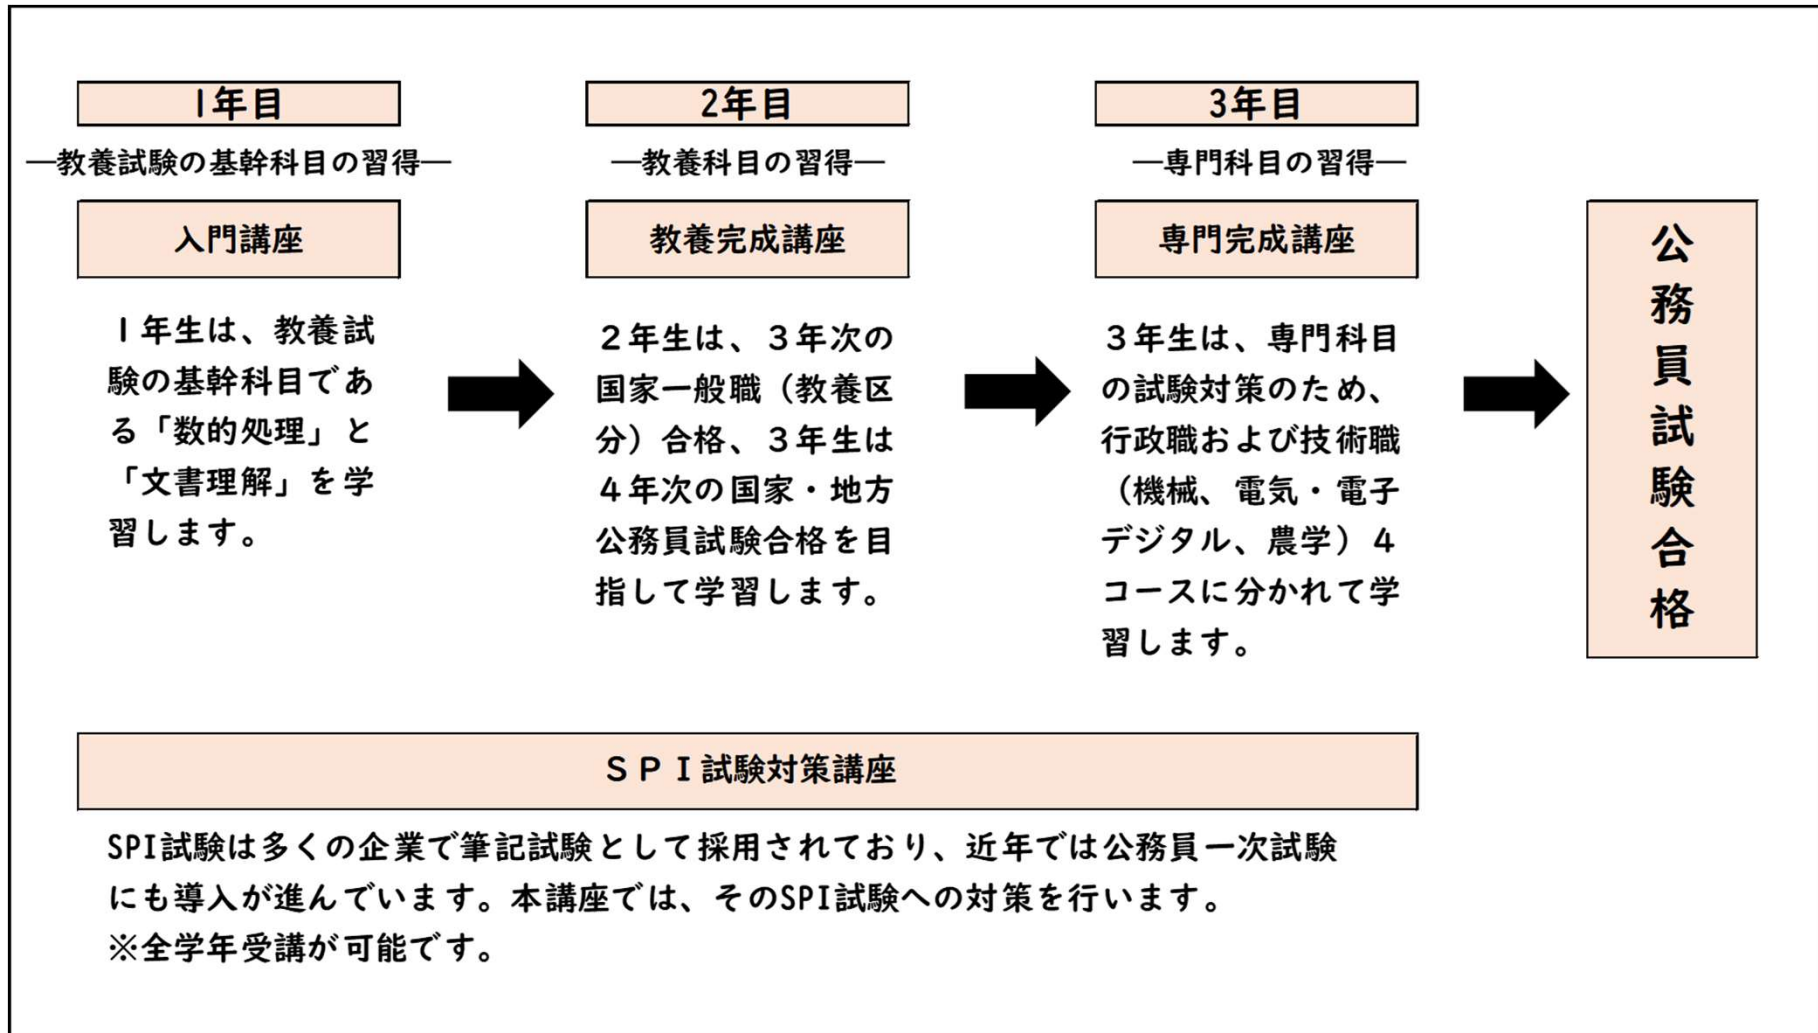 1年目
―教養試験の基幹科目の習得―
入門講座
1年生は、教養試
験の基幹科目であ
る「数的処理」と
「文書理解」を学
習します。
2年目
―教養科目の習得―
教養完成講座
２年生は、３年次の
国家一般職（教養区
分）合格、３年生は
４年次の国家・地方
公務員試験合格を目
指して学習します。
3年目
―専門科目の習得―
専門完成講座
３年生は、専門科目
の試験対策のため、
行政職および技術職
（機械、電気・電子
デジタル、農学）４
コースに分かれて学
習します。
公務員試験合格
ＳＰＩ試験対策講座
SPI試験は多くの企業で筆記試験として採用されており、近年では公務員一次試験
にも導入が進んでいます。本講座では、そのSPI試験への対策を行います。
※全学年受講が可能です。